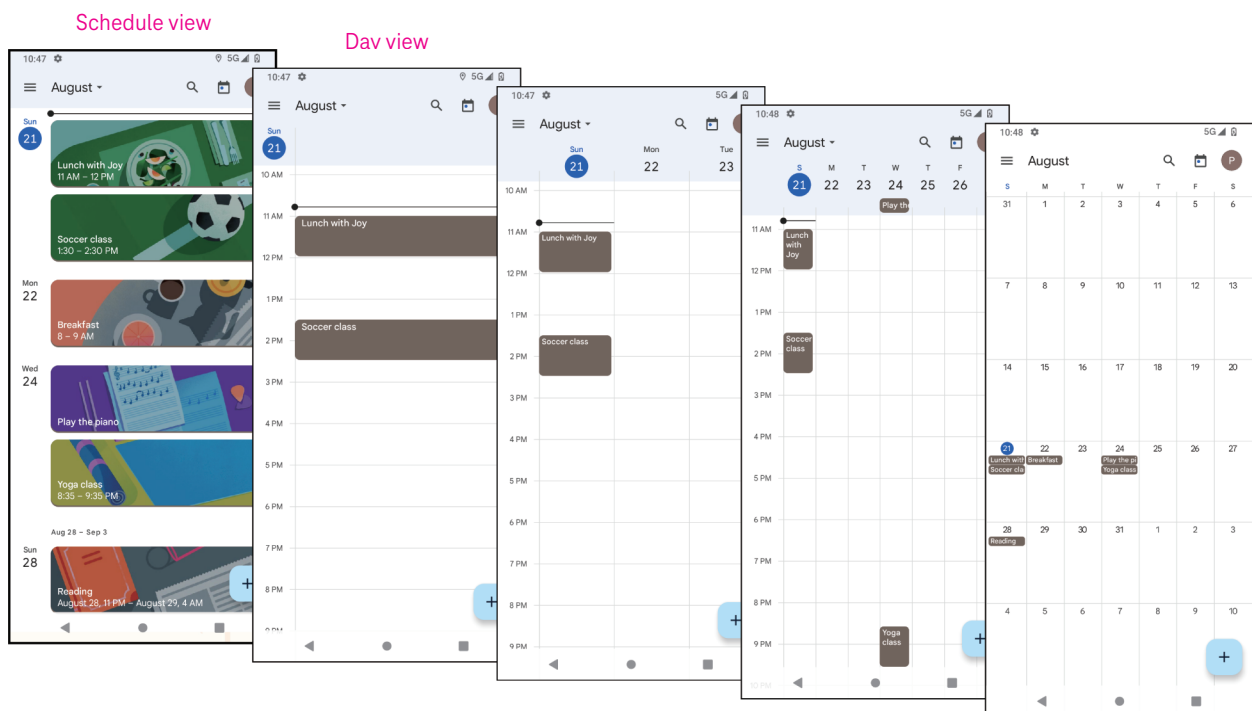 Schedule view
10:47
5G
August
Sun
21
Lunch with Joy
11 AM – 12 PM
Soccer class
1:30 – 2:30 PM
Mon
22
Breakfast
8 – 9 AM
Wed
24
Play the piano
Yoga class
8:35 – 9:35 PM
Aug 28 – Sep 3
Sun
28
Reading
August 28, 11 PM – August 29, 4 AM
+
Day view
10:47
5G
August
Sun
21
10 AM
11 AM
Lunch with Joy
12 PM
1 PM
Soccer class
2 PM
3 PM
4 PM
5 PM
6 PM
7 PM
8 PM
9 PM
+
10:47
5G
August
Sun Mon Tue
21 22 23
10 AM
11 AM
Lunch with Joy
12 PM
1 PM
Soccer class
2 PM
3 PM
4 PM
5 PM
6 PM
7 PM
8 PM
9 PM
+
10:48
5G
August
S M T W T F
21 22 23 24 25 26
Play the
11 AM
Lunch
with
Joy
12 PM
1 PM
Soccer
class
2 PM
3 PM
4 PM
5 PM
6 PM
7 PM
8 PM
Yoga
class
9 PM
10 PM
+
10:48
5G
August
P
S M T W T F S
31 1 2 3 4 5 6
7 8 9 10 11 12 13
14 15 16 17 18 19 20
21 22 23 24 25 26 27
Lunch with Breakfast Play the pi
Soccer cla Yoga class
28 29 30 31 1 2 3
Reading
4 5 6 7 8 9 10
+